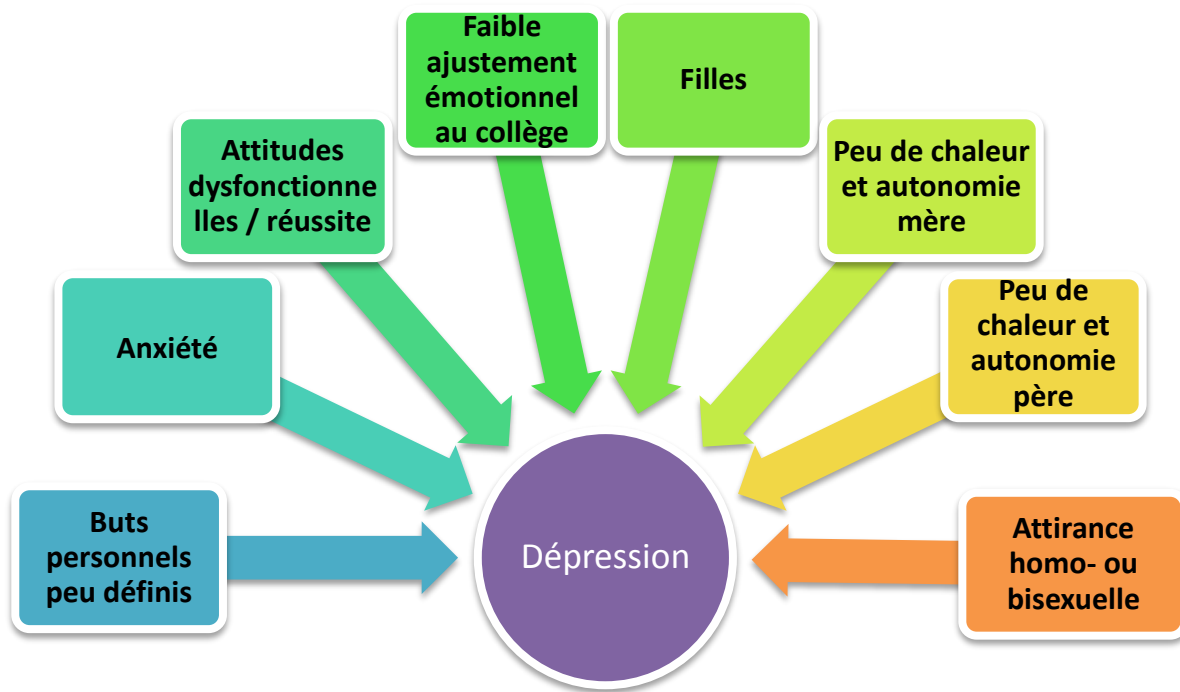 Faible
ajustement
émotionnel
au collège
Filles
Attitudes
dysfonctionne
lles / réussite
Peu de chaleur
et autonomie
mère
Anxiété
Peu de
chaleur et
autonomie
père
Buts
personnels
peu définis
Dépression
Attirance
homo- ou
bisexuelle